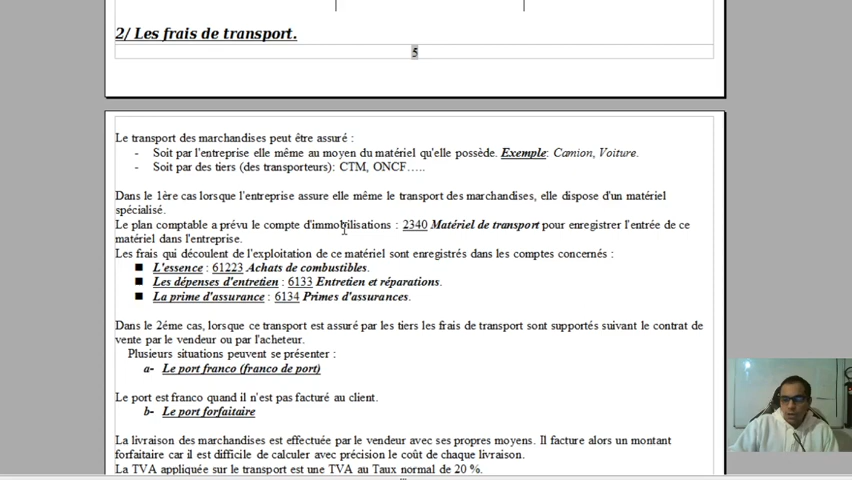 2/ Les frais de transport.
5
Le transport des marchandises peut être assuré :
- Soit par l'entreprise elle même au moyen du matériel qu'elle possède. Exemple: Camion, Voiture.
- Soit par des tiers (des transporteurs): CTM, ONCF…..
Dans le 1ère cas lorsque l'entreprise assure elle même le transport des marchandises, elle dispose d'un matériel
spécialisé.
Le plan comptable a prévu le compte d'immobilisations : 2340 Matériel de transport pour enregistrer l'entrée de ce
matériel dans l'entreprise.
Les frais qui découlent de l'exploitation de ce matériel sont enregistrés dans les comptes concernés :
■ L'essence : 61223 Achats de combustibles.
■ Les dépenses d'entretien : 6133 Entretien et réparations.
■ La prime d'assurance : 6134 Primes d'assurances.
Dans le 2éme cas, lorsque ce transport est assuré par les tiers les frais de transport sont supportés suivant le contrat de
vente par le vendeur ou par l'acheteur.
Plusieurs situations peuvent se présenter :
a- Le port franco (franco de port)
Le port est franco quand il n'est pas facturé au client.
b- Le port forfaitaire
La livraison des marchandises est effectuée par le vendeur avec ses propres moyens. Il facture alors un montant
forfaitaire car il est difficile de calculer avec précision le coût de chaque livraison.
La TVA appliquée sur le transport est une TVA au Taux normal de 20 %.